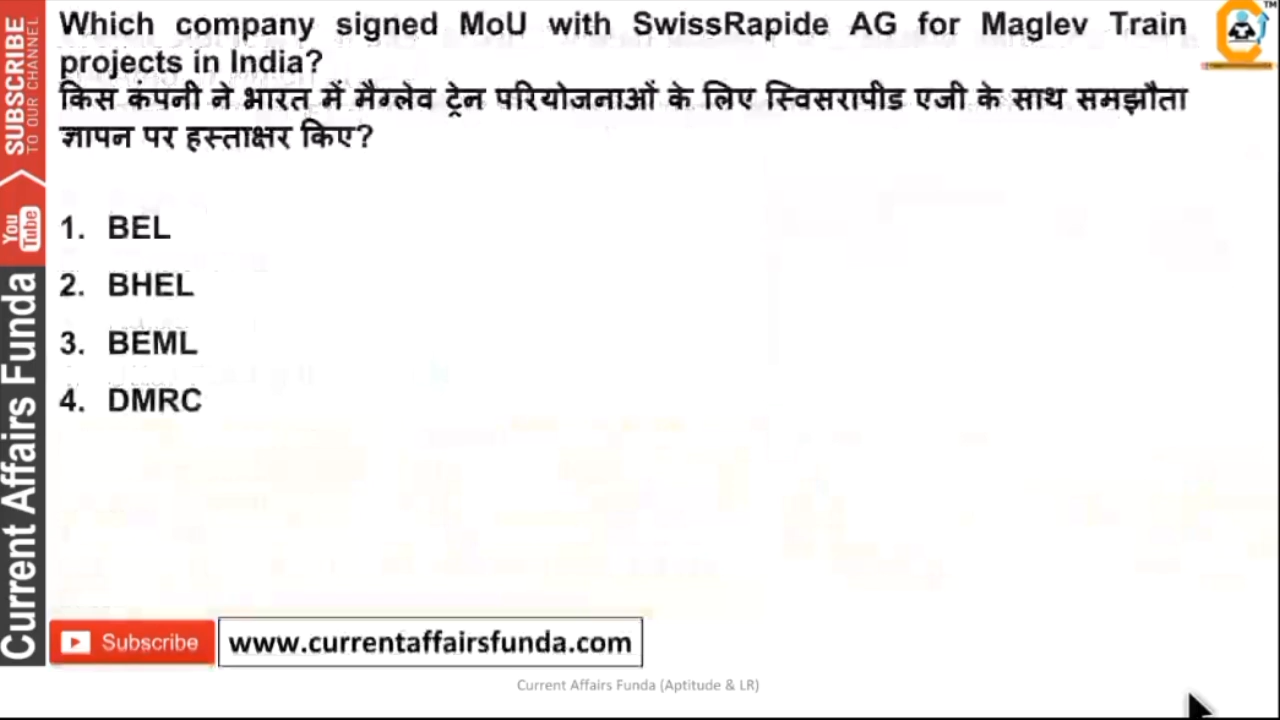 Which company signed MoU with SwissRapide AG for Maglev Train
projects in India?
किस कंपनी ने भारत में मैग्लेव ट्रेन परियोजनाओं के लिए स्विसरापीड एजी के साथ समझौता
ज्ञापन पर हस्ताक्षर किए?
1. BEL
2. BHEL
3. BEML
4. DMRC
SUBSCRIBE
TO OUR CHANNEL
You
Tube
Current Affairs Funda
TM
Subscribe
www.currentaffairsfunda.com
Current Affairs Funda (Aptitude & LR)